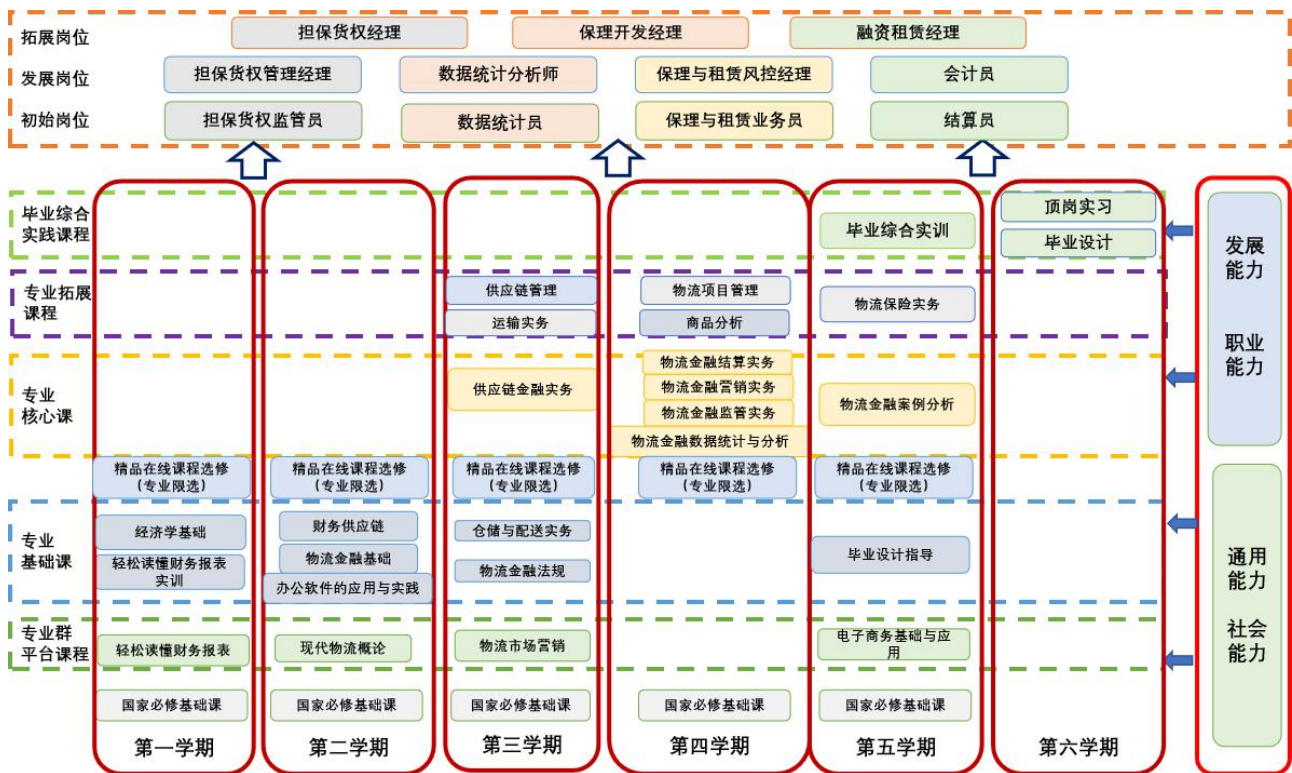 拓展岗位
担保货权经理
保理开发经理
融资租赁经理
发展岗位
担保货权管理经理
数据统计分析师
保理与租赁风控经理
会计员
初始岗位
担保货权监管员
数据统计员
保理与租赁业务员
结算员
毕业综合
实践课程
毕业综合实训
顶岗实习
毕业设计
专业拓展
课程
供应链管理
运输实务
物流项目管理
商品分析
物流保险实务
专业
核心课
供应链金融实务
物流金融结算实务
物流金融营销实务
物流金融监管实务
物流金融数据统计与分析
物流金融案例分析
精品在线课程选修
(专业限选)
精品在线课程选修
(专业限选)
精品在线课程选修
(专业限选)
精品在线课程选修
(专业限选)
精品在线课程选修
(专业限选)
专业
基础课
经济学基础
轻松读懂财务报表
实训
财务供应链
物流金融基础
办公软件的应用与实践
仓储与配送实务
物流金融法规
毕业设计指导
专业群
平台课程
轻松读懂财务报表
现代物流概论
物流市场营销
电子商务基础与应
用
国家必修基础课
国家必修基础课
国家必修基础课
国家必修基础课
国家必修基础课
第一学期
第二学期
第三学期
第四学期
第五学期
第六学期
发展
能力
职业
能力
通用
能力
社会
能力